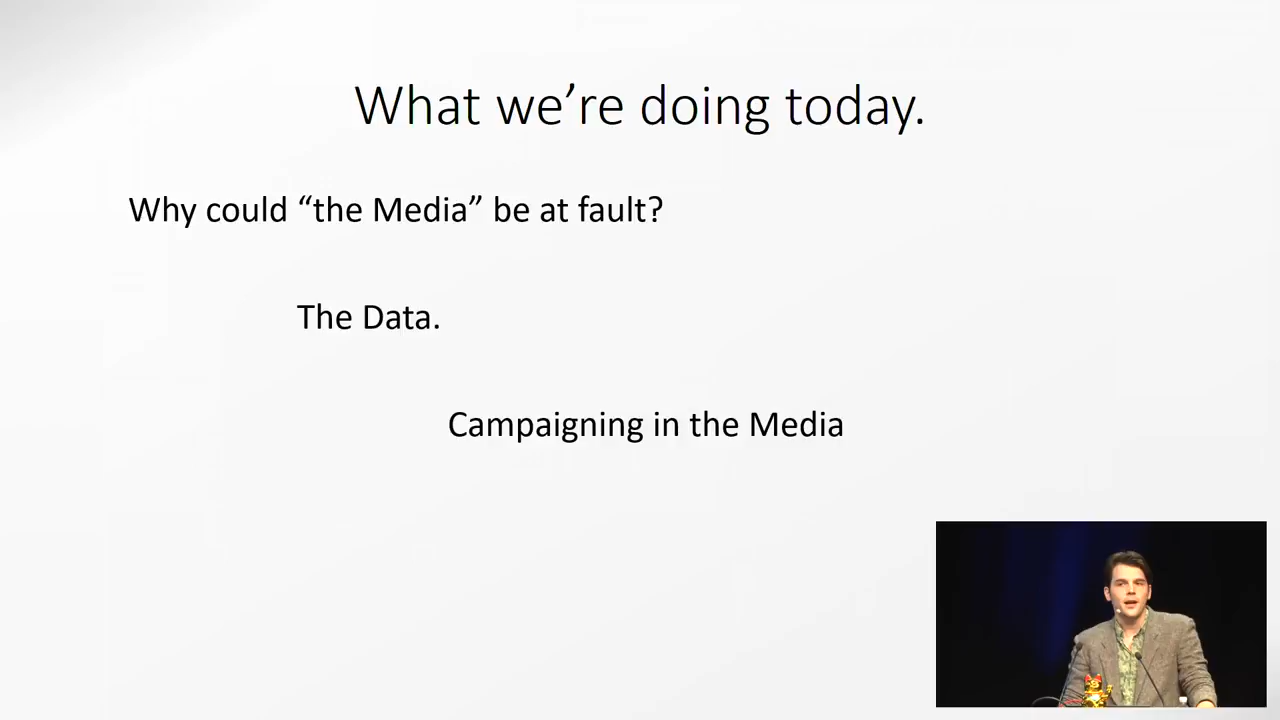 What we’re doing today.
Why could “the Media” be at fault?
The Data.
Campaigning in the Media